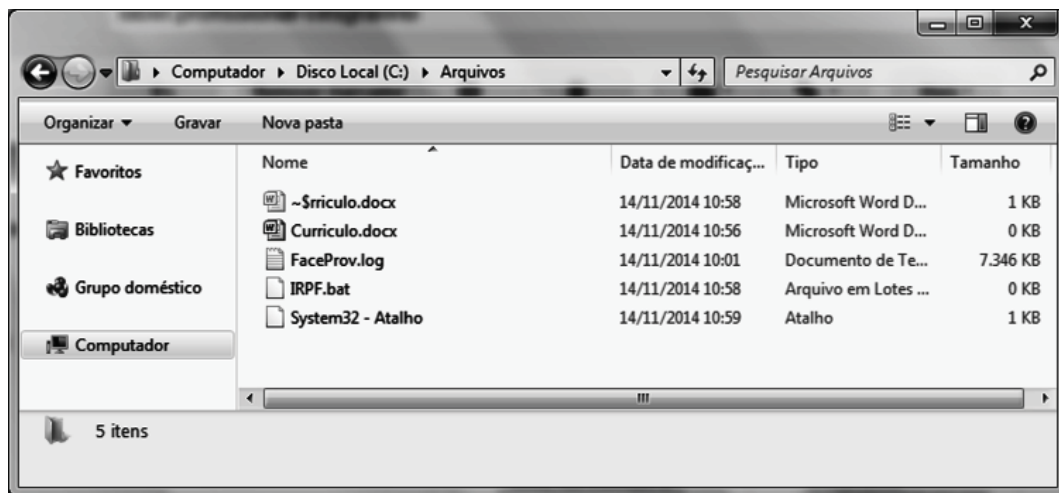 Computador ▸ Disco Local (C:) ▸ Arquivos
Pesquisar Arquivos
Organizar Gravar Nova pasta
Favoritos
Bibliotecas
Grupo doméstico
Computador
Nome Data de modificaç... Tipo Tamanho
~$rriculo.docx 14/11/2014 10:58 Microsoft Word D... 1 KB
Curriculo.docx 14/11/2014 10:56 Microsoft Word D... 0 KB
FaceProv.log 14/11/2014 10:01 Documento de Te... 7.346 KB
IRPF.bat 14/11/2014 10:58 Arquivo em Lotes ... 0 KB
System32 - Atalho 14/11/2014 10:59 Atalho 1 KB
5 itens